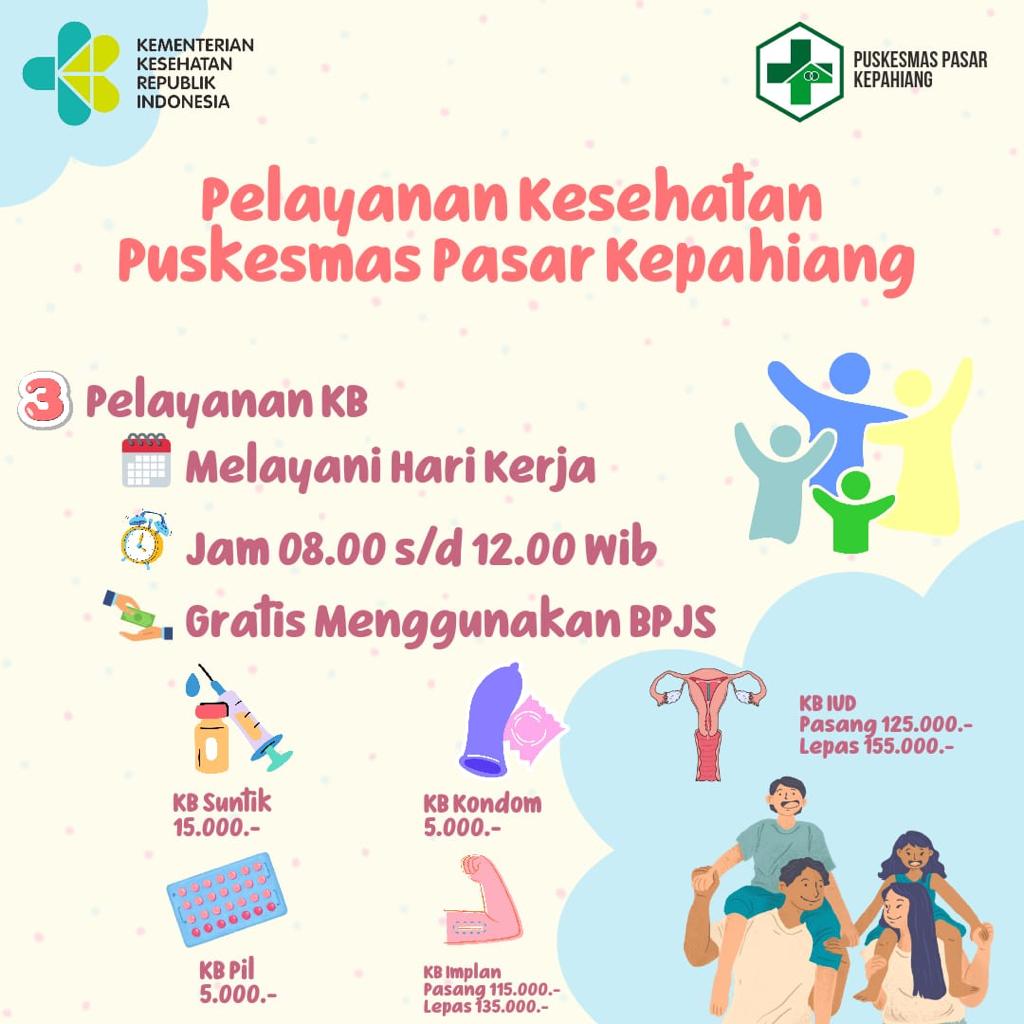 KEMENTERIAN
KESEHATAN
REPUBLIK
INDONESIA
PUSKESMAS PASAR
KEPAHIANG
Pelayanan Kesehatan
Puskesmas Pasar Kepahiang
3 Pelayanan KB
Melayani Hari Kerja
Jam 08.00 s/d 12.00 Wib
Gratis Menggunakan BPJS
KB Suntik
15.000.-
KB Kondom
5.000.-
KB IUD
Pasang 125.000.-
Lepas 155.000.-
KB Pil
5.000.-
KB Implan
Pasang 115.000.-
Lepas 135.000.-